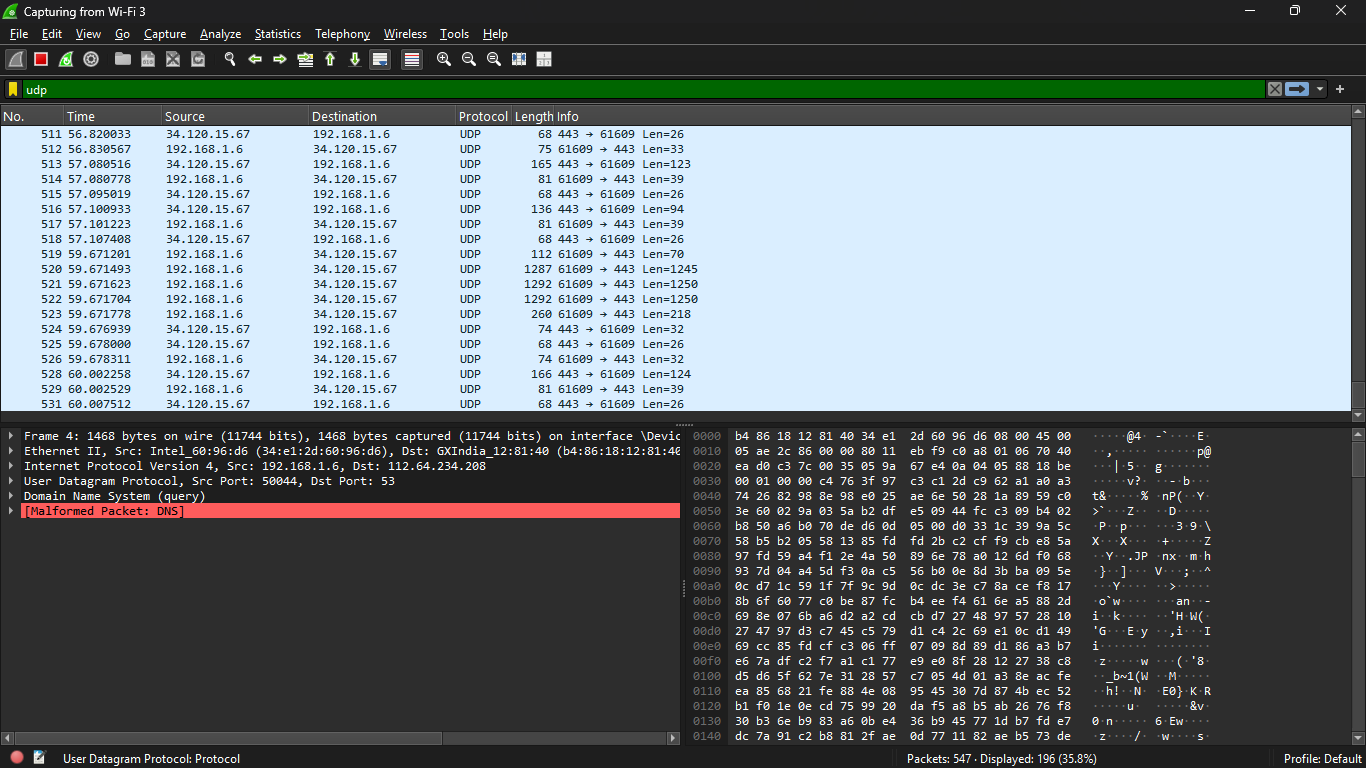 Capturing from Wi-Fi 3
File Edit View Go Capture Analyze Statistics Telephony Wireless Tools Help
udp
No. Time Source Destination Protocol Length Info
511 56.820033 34.120.15.67 192.168.1.6 UDP 68 443 → 61609 Len=26
512 56.830567 192.168.1.6 34.120.15.67 UDP 75 61609 → 443 Len=33
513 57.080516 34.120.15.67 192.168.1.6 UDP 165 443 → 61609 Len=123
514 57.080778 192.168.1.6 34.120.15.67 UDP 81 61609 → 443 Len=39
515 57.095019 34.120.15.67 192.168.1.6 UDP 68 443 → 61609 Len=26
516 57.100933 34.120.15.67 192.168.1.6 UDP 136 443 → 61609 Len=94
517 57.101223 192.168.1.6 34.120.15.67 UDP 81 61609 → 443 Len=39
518 57.107408 34.120.15.67 192.168.1.6 UDP 68 443 → 61609 Len=26
519 59.671201 192.168.1.6 34.120.15.67 UDP 112 61609 → 443 Len=70
520 59.671493 192.168.1.6 34.120.15.67 UDP 1287 61609 → 443 Len=1245
521 59.671623 192.168.1.6 34.120.15.67 UDP 1292 61609 → 443 Len=1250
522 59.671704 192.168.1.6 34.120.15.67 UDP 1292 61609 → 443 Len=1250
523 59.671778 192.168.1.6 34.120.15.67 UDP 260 61609 → 443 Len=218
524 59.676939 34.120.15.67 192.168.1.6 UDP 74 443 → 61609 Len=32
525 59.678000 34.120.15.67 192.168.1.6 UDP 68 443 → 61609 Len=26
526 59.678311 192.168.1.6 34.120.15.67 UDP 74 61609 → 443 Len=32
528 60.002258 34.120.15.67 192.168.1.6 UDP 166 443 → 61609 Len=124
529 60.002529 192.168.1.6 34.120.15.67 UDP 81 61609 → 443 Len=39
531 60.007512 34.120.15.67 192.168.1.6 UDP 68 443 → 61609 Len=26
Frame 4: 1468 bytes on wire (11744 bits), 1468 bytes captured (11744 bits) on interface \Devic
Ethernet II, Src: Intel_60:96:d6 (34:e1:2d:60:96:d6), Dst: GXIndia_12:81:40 (b4:86:18:12:81:40
Internet Protocol Version 4, Src: 192.168.1.6, Dst: 112.64.234.208
User Datagram Protocol, Src Port: 50044, Dst Port: 53
Domain Name System (query)
[Malformed Packet: DNS]
0000 b4 86 18 12 81 40 34 e1 2d 60 96 d6 08 00 45 00 ·····@4· -`····E·
0010 05 ae 2c 86 00 00 80 11 eb f9 c0 a8 01 06 70 40 ··,····· ······p@
0020 ea d0 c3 7c 00 35 05 9a 67 e4 0a 04 05 88 18 be ···|·5·· g·······
0030 00 01 00 00 c4 76 3f 97 c3 c1 2d c9 62 a1 a0 a3 ·····v?· ··-·b···
0040 74 26 82 98 8e 98 e0 25 ae 6e 50 28 1a 89 59 c0 t&·····% ·nP(··Y·
0050 3e 60 02 9a 03 5a b2 df e5 09 44 fc c3 09 b4 02 >`···Z·· ··D·····
0060 b8 50 a6 b0 70 de d6 0d 05 00 d0 33 1c 39 9a 5c ·P··p··· ···3·9·\
0070 58 b5 b2 05 58 13 85 fd fd 2b c2 cf f9 cb e8 5a X···X··· ·+·····Z
0080 97 fd 59 a4 f1 2e 4a 50 89 6e 78 a0 12 6d f0 68 ··Y··.JP ·nx··m·h
0090 93 7d 04 a4 5d f3 0a c5 56 b0 0e 8d 3b ba 09 5e ·}··]··· V···;··^
00a0 0c d7 1c 59 1f 7f 9c 9d 0c dc 3e c7 8a ce f8 17 ···Y···· ··>·····
00b0 8b 6f 60 77 c0 be 87 fc b4 ee f4 61 6e a5 88 2d ·o`w···· ···an··-
00c0 69 8e 07 6b a6 d2 a2 cd cb d7 27 48 97 57 28 10 i··k···· ··'H·W(·
00d0 27 47 97 d3 c7 45 c5 79 d1 c4 2c 69 e1 0c d1 49 'G···E·y ··,i···I
00e0 69 cc 85 fd cf c3 06 ff 07 09 8d 89 d1 86 a3 b7 i······· ········
00f0 e6 7a df c2 f7 a1 c1 77 e9 e0 8f 28 12 27 38 c8 ·z·····w ···(·'8·
0100 d5 d6 5f 62 7e 31 28 57 c7 05 4d 01 a3 8e ac fe ··_b~1(W ··M·····
0110 ea 85 68 21 fe 88 4e 08 95 45 30 7d 87 4b ec 52 ··h!··N· ·E0}·K·R
0120 b1 f0 1e 0e cd 75 99 20 da f5 a8 b5 ab 26 76 f8 ·····u·  ·····&v·
0130 30 b3 6e b9 83 a6 0b e4 36 b9 45 77 1d b7 fd e7 0·n····· 6·Ew····
0140 dc 7a 91 c2 b8 81 2f ae 0d 77 11 82 ae b5 73 de ·z····/· ·w····s·
User Datagram Protocol: Protocol
Packets: 547 · Displayed: 196 (35.8%)
Profile: Default